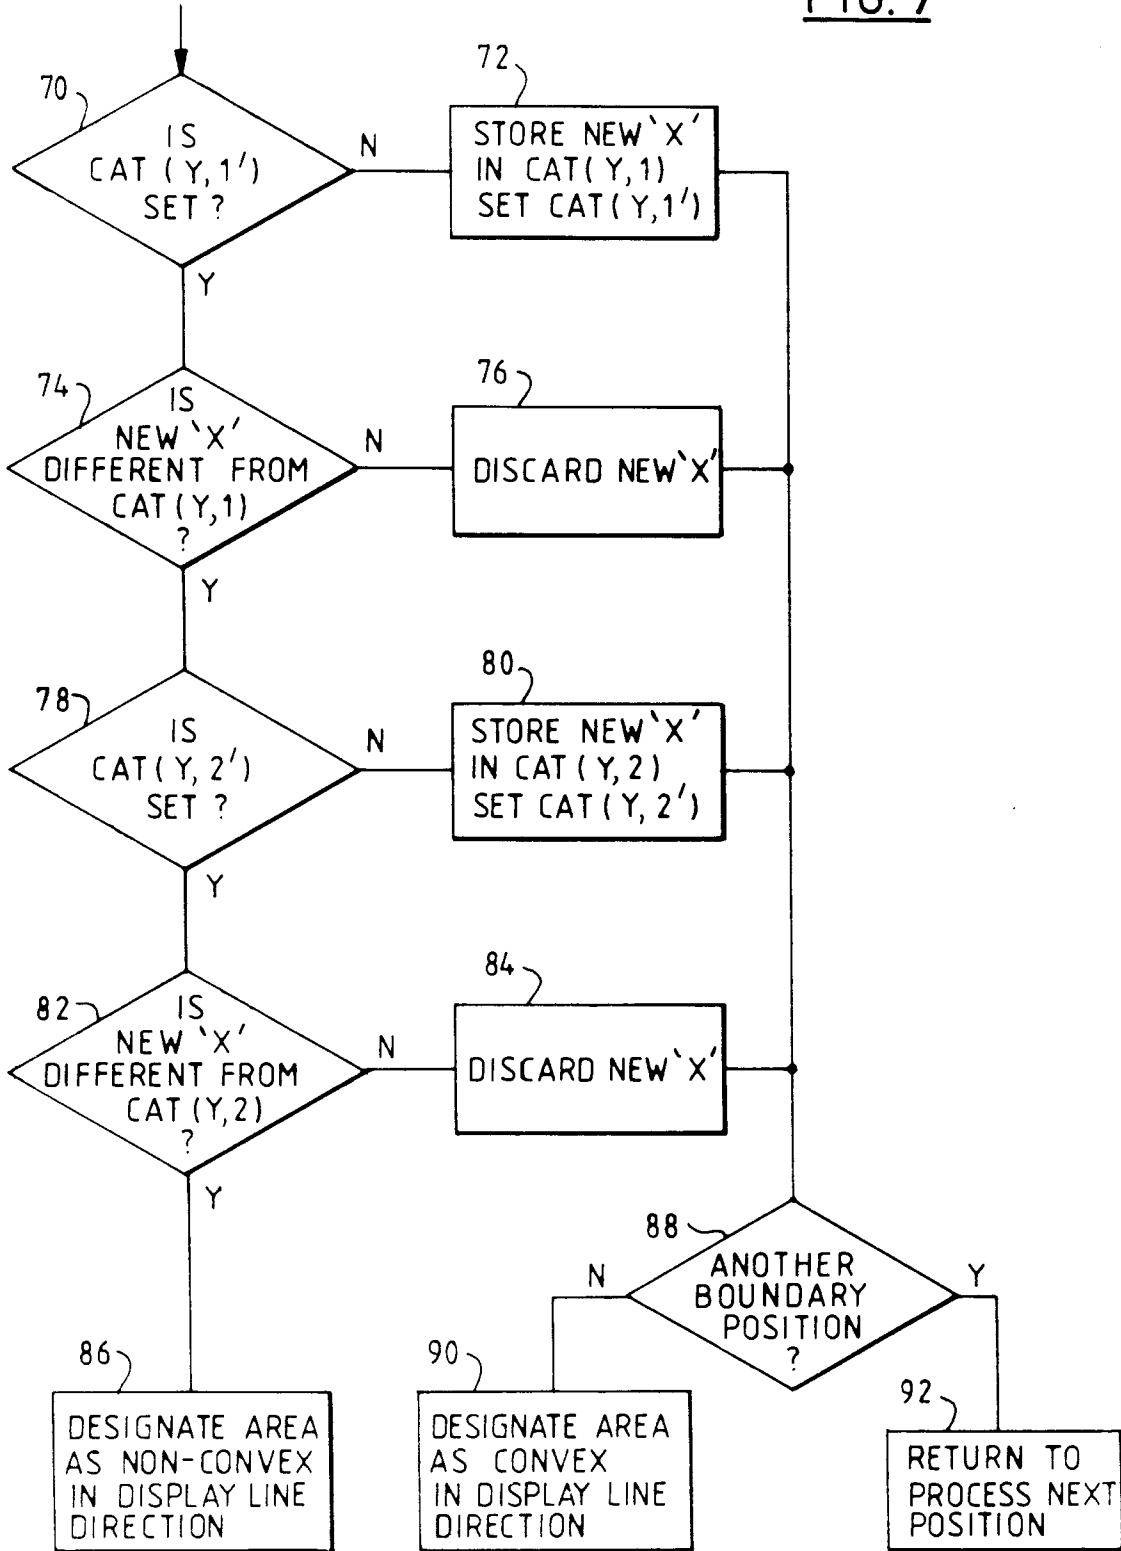 FIG. 7
70
IS
CAT (Y,1')
SET ?
N
Y
72
STORE NEW 'X'
IN CAT(Y,1)
SET CAT(Y,1')
74
IS
NEW 'X'
DIFFERENT FROM
CAT(Y,1)
?
N
Y
76
DISCARD NEW 'X'
78
IS
CAT(Y, 2')
SET ?
N
Y
80
STORE NEW 'X'
IN CAT (Y,2)
SET CAT(Y, 2')
82
IS
NEW 'X'
DIFFERENT FROM
CAT (Y,2)
?
N
Y
84
DISCARD NEW 'X'
88
ANOTHER
BOUNDARY
POSITION
?
N
Y
86
DESIGNATE AREA
AS NON-CONVEX
IN DISPLAY LINE
DIRECTION
90
DESIGNATE AREA
AS CONVEX
IN DISPLAY LINE
DIRECTION
92
RETURN TO
PROCESS NEXT
POSITION